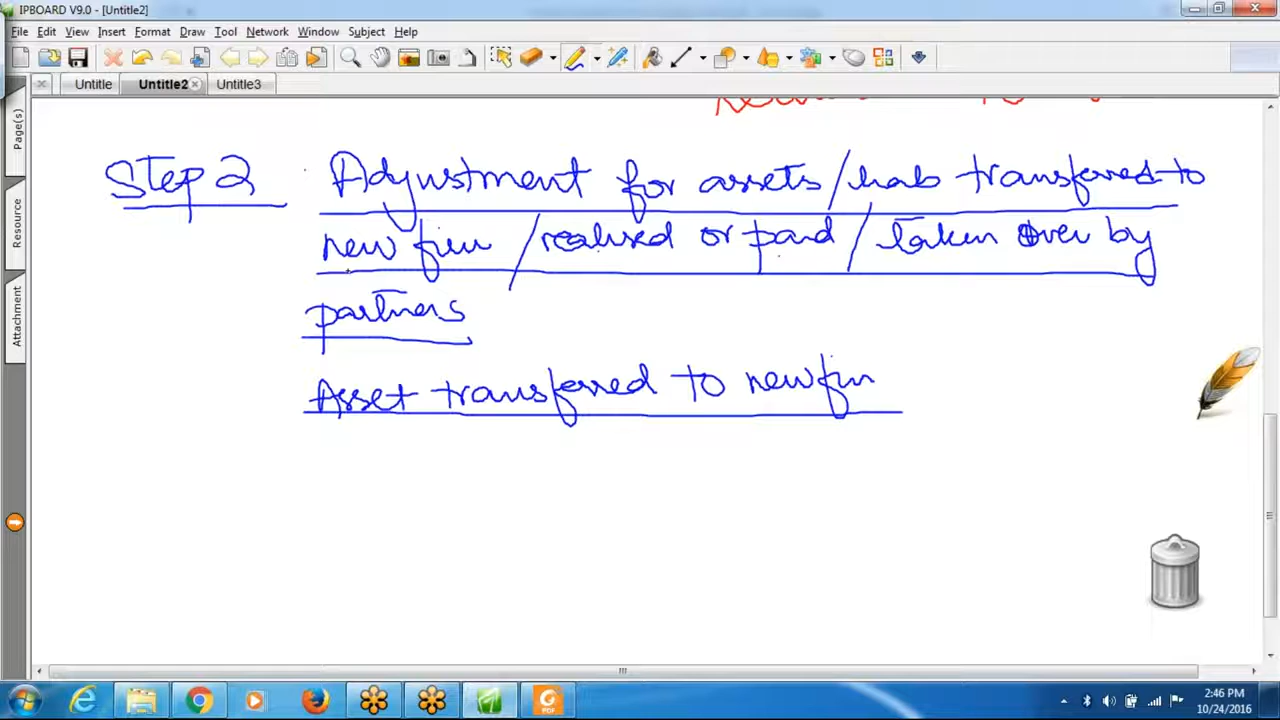 IPBOARD V9.0 - [Untitle2]
File Edit View Insert Format Draw Tool Network Window Subject Help
Untitle Untitle2 Untitle3
Page(s)
Resource
Attachment
Step 2 Adjustment for assets/liab transferred to
new firm / realised or paid / taken over by
partners
Asset transferred to new firm
PDF
2:46 PM
10/24/2016